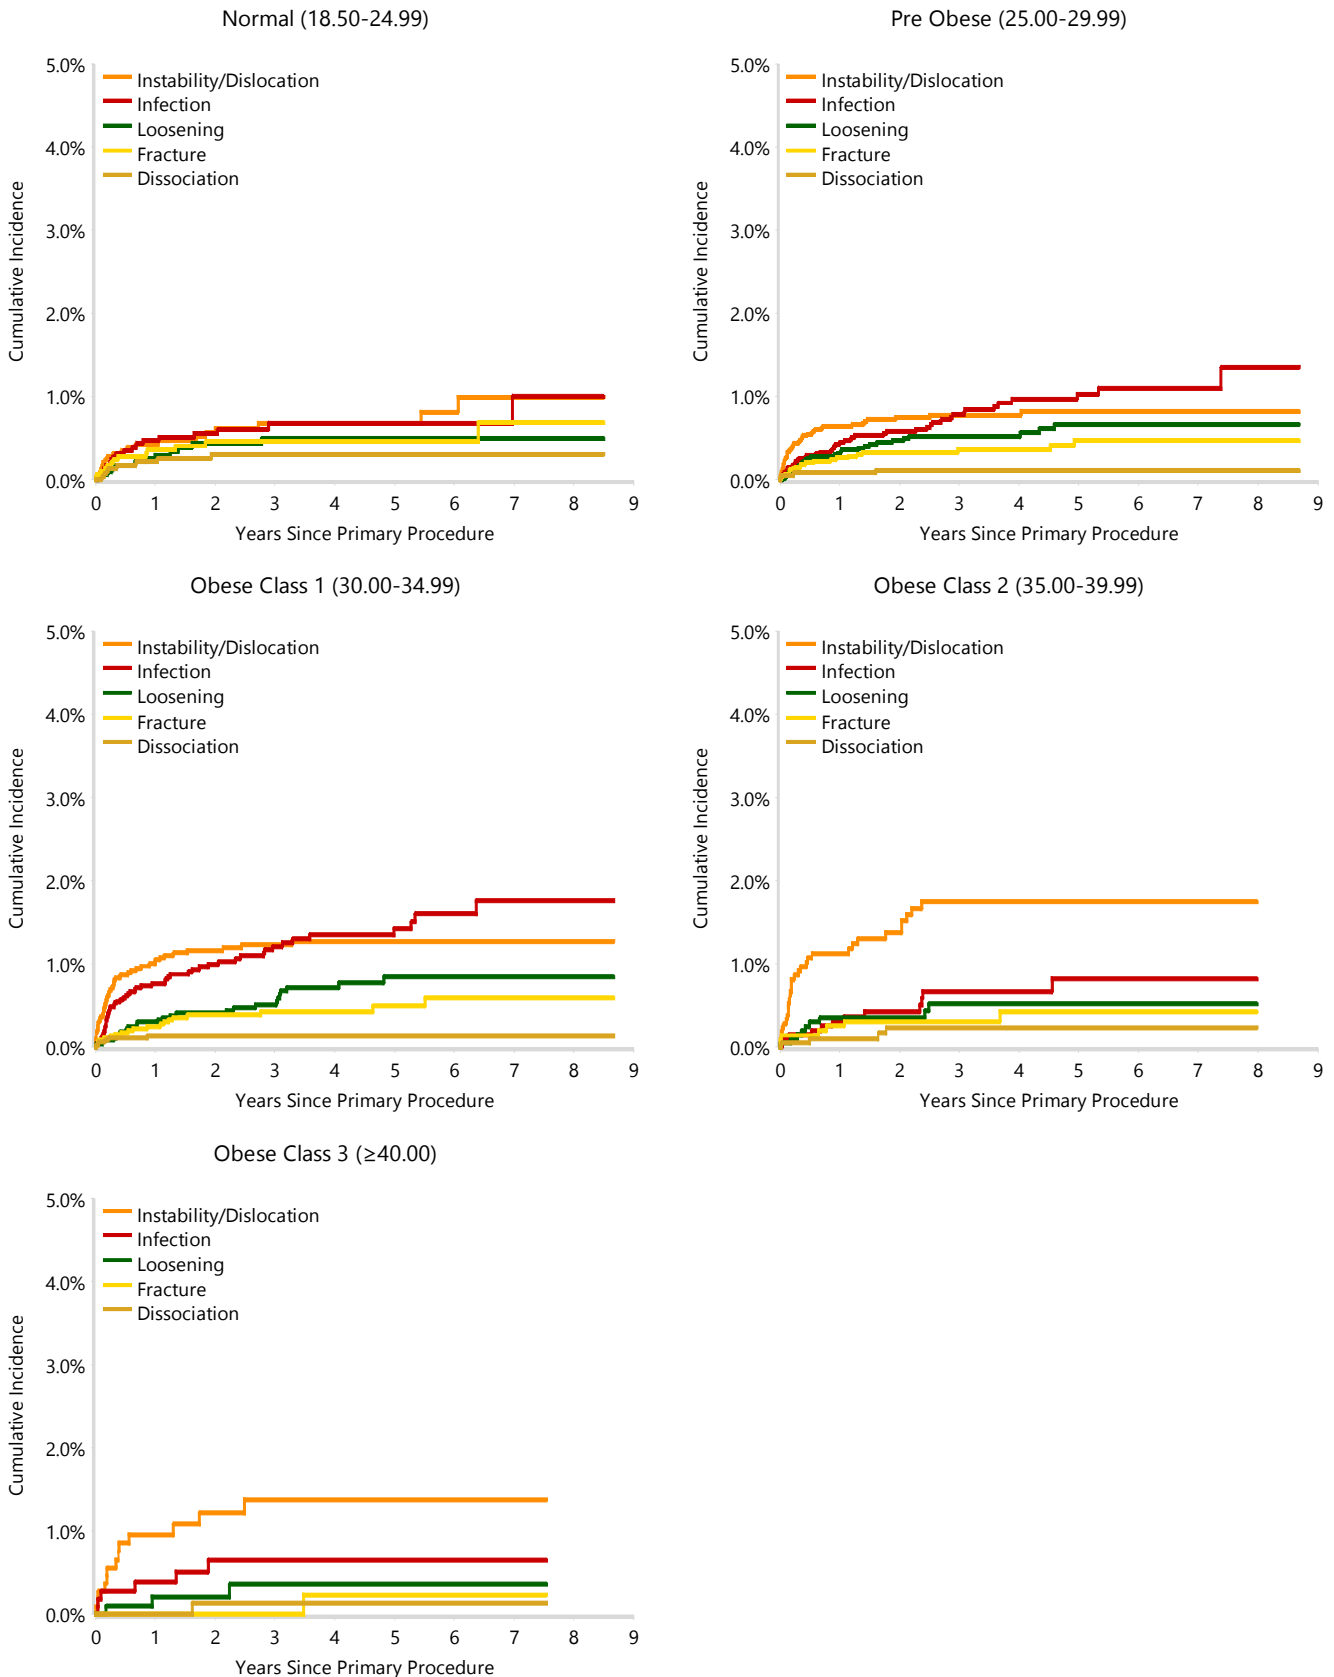 Normal (18.50-24.99)
5.0%
4.0%
3.0%
2.0%
1.0%
0.0%
Cumulative Incidence
Instability/Dislocation
Infection
Loosening
Fracture
Dissociation
0 1 2 3 4 5 6 7 8 9
Years Since Primary Procedure
Pre Obese (25.00-29.99)
5.0%
4.0%
3.0%
2.0%
1.0%
0.0%
Cumulative Incidence
Instability/Dislocation
Infection
Loosening
Fracture
Dissociation
0 1 2 3 4 5 6 7 8 9
Years Since Primary Procedure
Obese Class 1 (30.00-34.99)
5.0%
4.0%
3.0%
2.0%
1.0%
0.0%
Cumulative Incidence
Instability/Dislocation
Infection
Loosening
Fracture
Dissociation
0 1 2 3 4 5 6 7 8 9
Years Since Primary Procedure
Obese Class 2 (35.00-39.99)
5.0%
4.0%
3.0%
2.0%
1.0%
0.0%
Cumulative Incidence
Instability/Dislocation
Infection
Loosening
Fracture
Dissociation
0 1 2 3 4 5 6 7 8 9
Years Since Primary Procedure
Obese Class 3 (≥40.00)
5.0%
4.0%
3.0%
2.0%
1.0%
0.0%
Cumulative Incidence
Instability/Dislocation
Infection
Loosening
Fracture
Dissociation
0 1 2 3 4 5 6 7 8 9
Years Since Primary Procedure